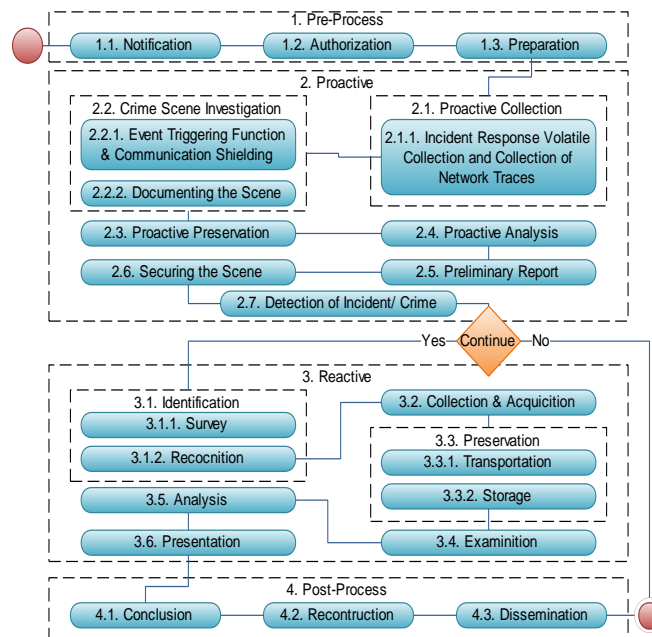 1. Pre-Process
1.1. Notification
1.2. Authorization
1.3. Preparation
2. Proactive
2.2. Crime Scene Investigation
2.2.1. Event Triggering Function
& Communication Shielding
2.2.2. Documenting the Scene
2.1. Proactive Collection
2.1.1. Incident Response Volatile
Collection and Collection of
Network Traces
2.3. Proactive Preservation
2.4. Proactive Analysis
2.6. Securing the Scene
2.5. Preliminary Report
2.7. Detection of Incident/ Crime
Yes
Continue
No
3. Reactive
3.1. Identification
3.1.1. Survey
3.1.2. Recocnition
3.2. Collection & Acquicition
3.3. Preservation
3.3.1. Transportation
3.3.2. Storage
3.5. Analysis
3.6. Presentation
3.4. Examinition
4. Post-Process
4.1. Conclusion
4.2. Recontruction
4.3. Dissemination